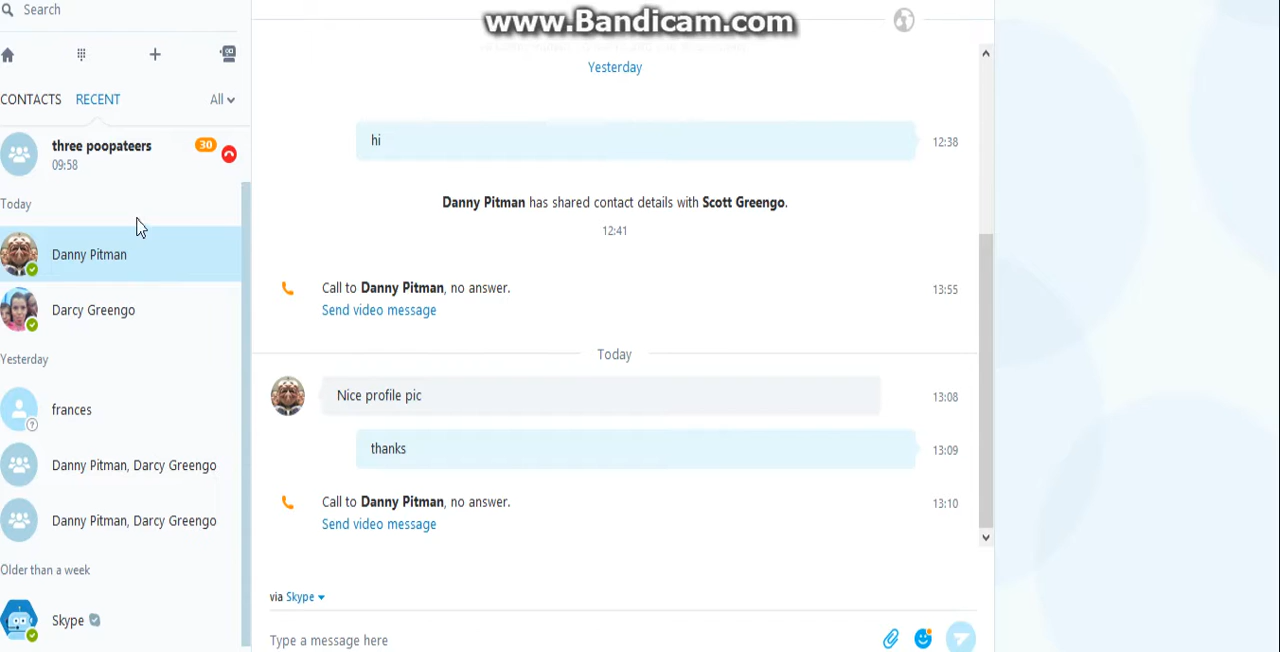 www.Bandicam.com
Search
CONTACTS RECENT All
three poopateers 30
09:58
Today
Danny Pitman
Darcy Greengo
Yesterday
frances
Danny Pitman, Darcy Greengo
Danny Pitman, Darcy Greengo
Older than a week
Skype
Yesterday
hi 12:38
Danny Pitman has shared contact details with Scott Greengo.
12:41
Call to Danny Pitman, no answer. 13:55
Send video message
Today
Nice profile pic 13:08
thanks 13:09
Call to Danny Pitman, no answer. 13:10
Send video message
via Skype
Type a message here